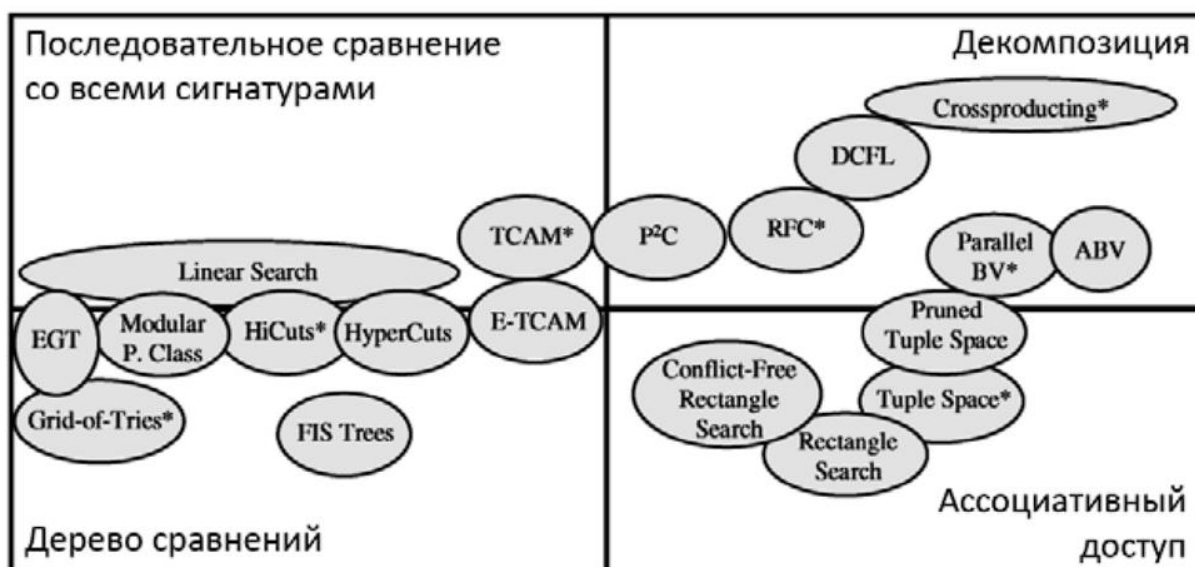 Последовательное сравнение
со всеми сигнатурами
Декомпозиция
Crossproducting*
DCFL
TCAM*
P²C
RFC*
Parallel
BV*
ABV
Linear Search
EGT
Modular
P. Class
HiCuts*
HyperCuts
E-TCAM
Pruned
Tuple Space
Conflict-Free
Rectangle
Search
Tuple Space*
Grid-of-Tries*
FIS Trees
Rectangle
Search
Дерево сравнений
Ассоциативный
доступ